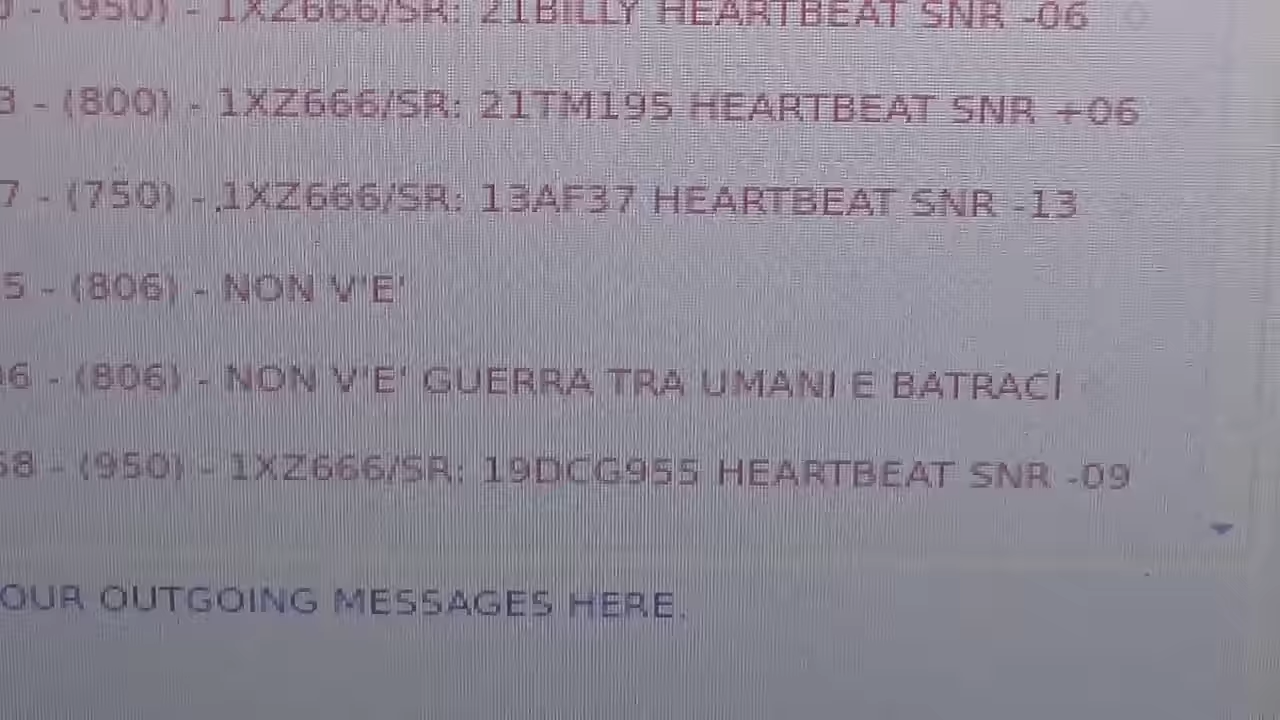 - (950) - 1XZ666/SR: 21BILLY HEARTBEAT SNR -06
3 - (800) - 1XZ666/SR: 21TM195 HEARTBEAT SNR +06
7 - (750) - 1XZ666/SR: 13AF37 HEARTBEAT SNR -13
5 - (806) - NON V'E'
6 - (806) - NON V'E' GUERRA TRA UMANI E BATRACI
58 - (950) - 1XZ666/SR: 19DCG955 HEARTBEAT SNR -09
OUR OUTGOING MESSAGES HERE.